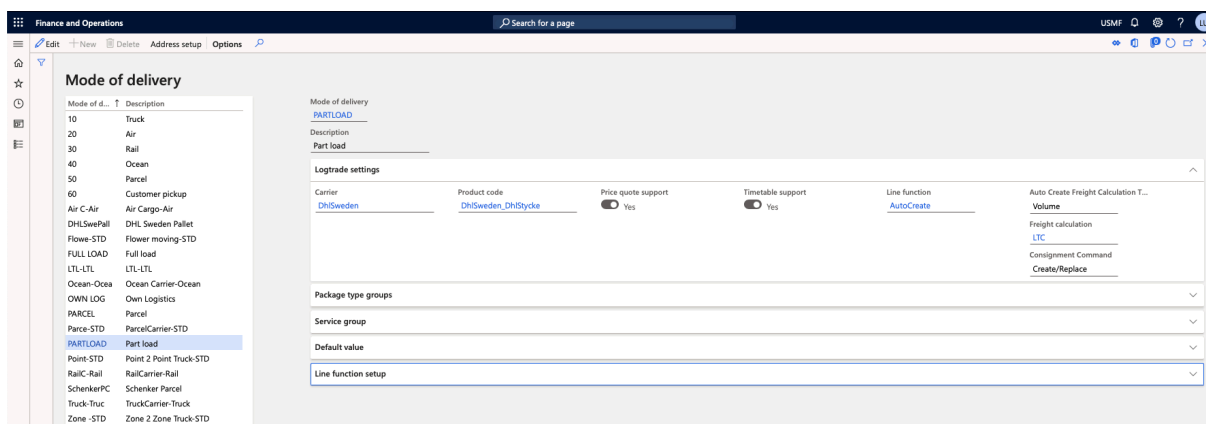 Finance and Operations
Search for a page
USMF
Edit New Delete Address setup Options
Mode of delivery
Mode of d... Description
10 Truck
20 Air
30 Rail
40 Ocean
50 Parcel
60 Customer pickup
Air C-Air Air Cargo-Air
DHLSwePall DHL Sweden Pallet
Flowe-STD Flower moving-STD
FULL LOAD Full load
LTL-LTL LTL-LTL
Ocean-Ocea Ocean Carrier-Ocean
OWN LOG Own Logistics
PARCEL Parcel
Parce-STD ParcelCarrier-STD
PARTLOAD Part load
Point-STD Point 2 Point Truck-STD
RailC-Rail RailCarrier-Rail
SchenkerPC Schenker Parcel
Truck-Truc TruckCarrier-Truck
Zone -STD Zone 2 Zone Truck-STD
Mode of delivery
PARTLOAD
Description
Part load
Logtrade settings
Carrier Product code Price quote support Timetable support Line function Auto Create Freight Calculation T...
DhlSweden DhlSweden_DhlStycke Yes Yes AutoCreate Volume
Freight calculation
LTC
Consignment Command
Create/Replace
Package type groups
Service group
Default value
Line function setup